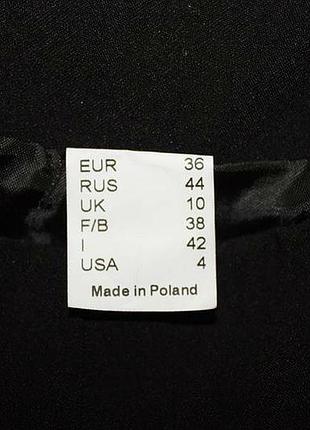 EUR 36
RUS 44
UK 10
F/B 38
I 42
USA 4
Made in Poland